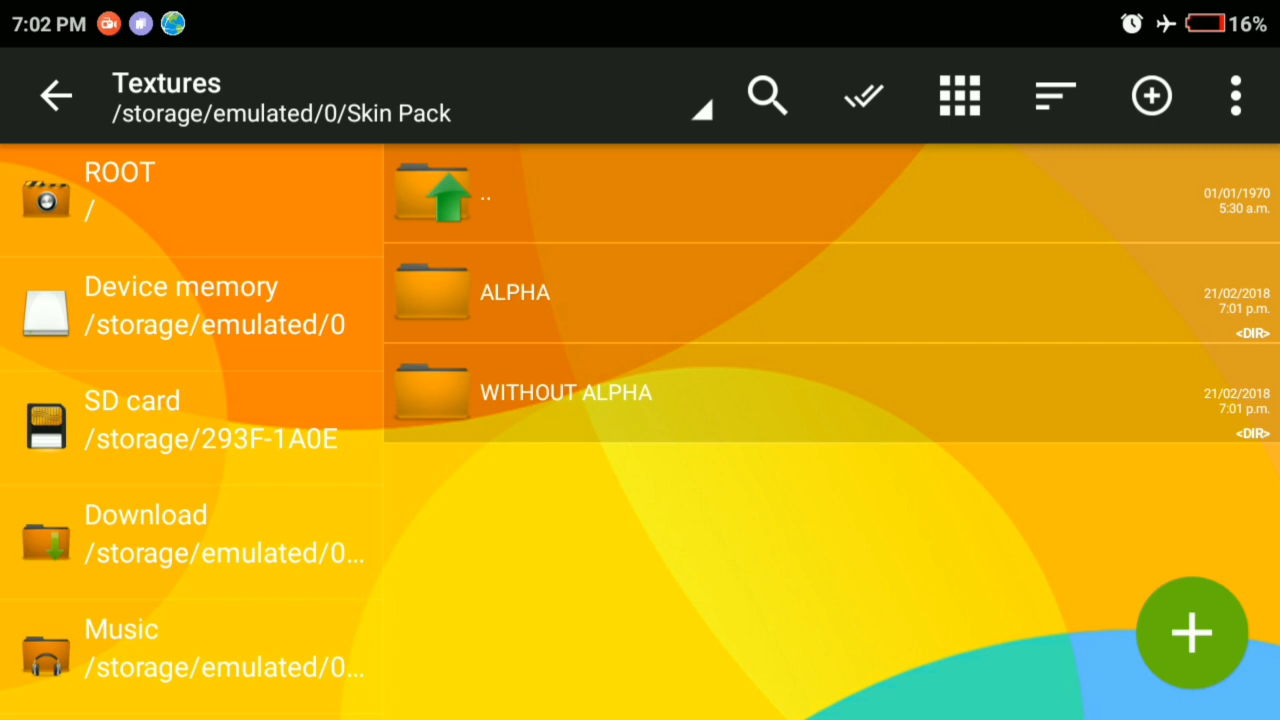 7:02 PM
16%
Textures
/storage/emulated/0/Skin Pack
ROOT
/
Device memory
/storage/emulated/0
SD card
/storage/293F-1A0E
Download
/storage/emulated/0...
Music
/storage/emulated/0...
..
01/01/1970
5:30 a.m.
ALPHA
21/02/2018
7:01 p.m.
<DIR>
WITHOUT ALPHA
21/02/2018
7:01 p.m.
<DIR>